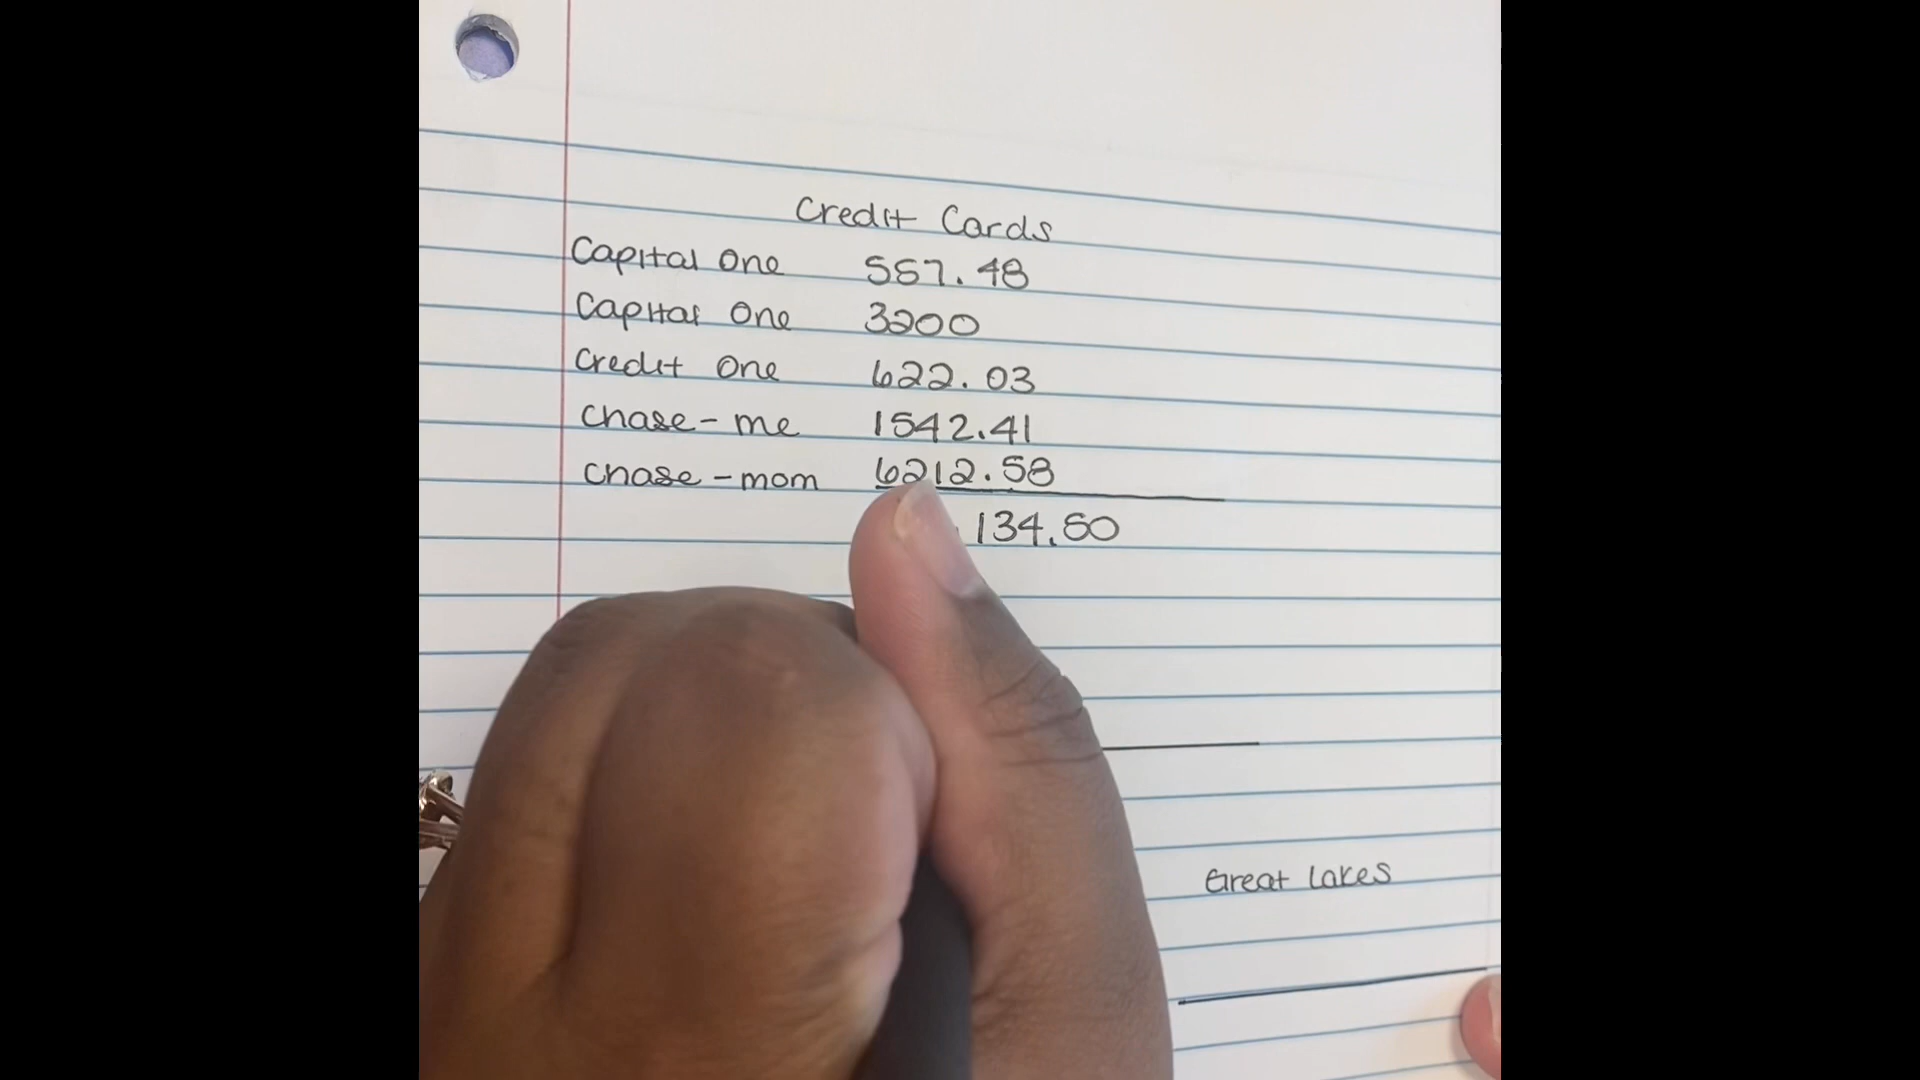 Credit Cards
Capital One 557.48
Capital One 3200
Credit One 622.03
Chase - me 1542.41
Chase - mom 6212.58
,134.50
Great Lakes